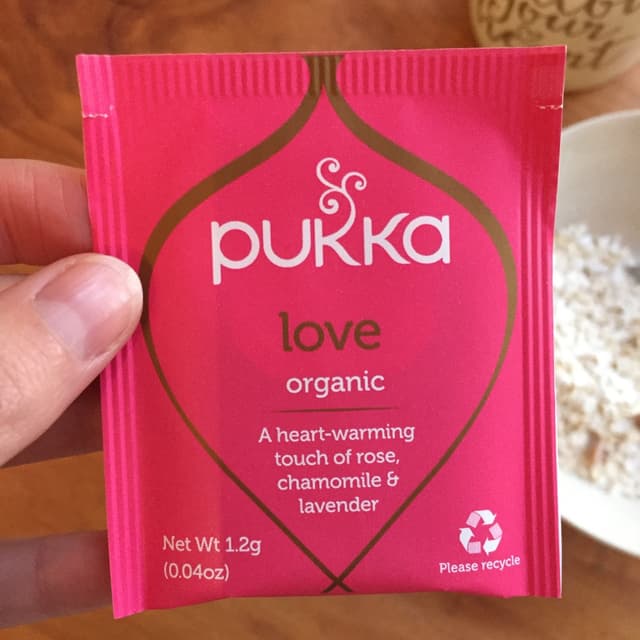 pukka
love
organic
A heart-warming
touch of rose,
chamomile &
lavender
Net Wt 1.2g
(0.04oz)
Please recycle